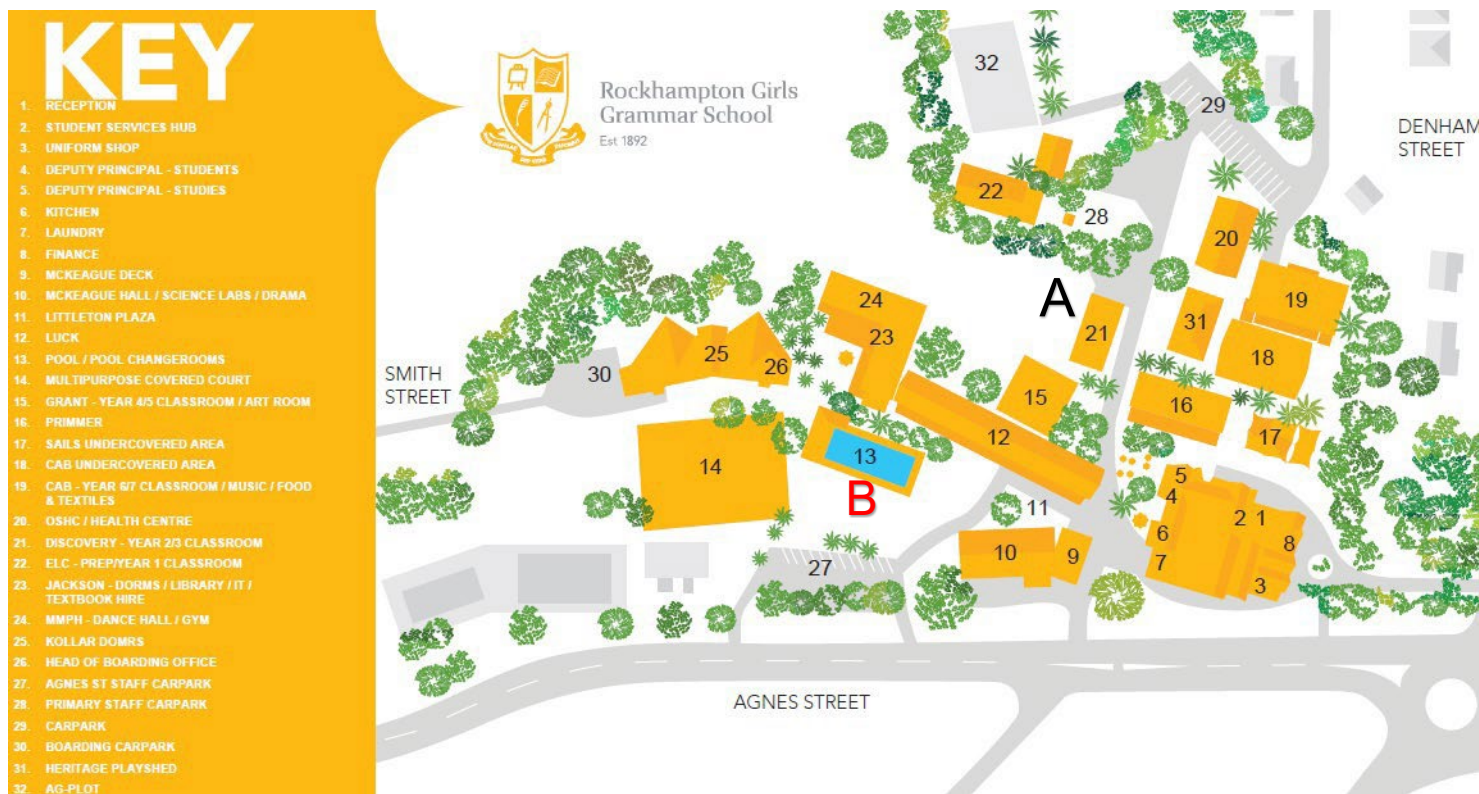 KEY
1. RECEPTION
2. STUDENT SERVICES HUB
3. UNIFORM SHOP
4. DEPUTY PRINCIPAL - STUDENTS
5. DEPUTY PRINCIPAL - STUDIES
6. KITCHEN
7. LAUNDRY
8. FINANCE
9. MCKEAGUE DECK
10. MCKEAGUE HALL / SCIENCE LABS / DRAMA
11. LITTLETON PLAZA
12. LUCK
13. POOL / POOL CHANGEROOMS
14. MULTIPURPOSE COVERED COURT
15. GRANT - YEAR 4/5 CLASSROOM / ART ROOM
16. PRIMMER
17. SAILS UNDERCOVERED AREA
18. CAB UNDERCOVERED AREA
19. CAB - YEAR 6/7 CLASSROOM / MUSIC / FOOD
& TEXTILES
20. OSHC / HEALTH CENTRE
21. DISCOVERY - YEAR 2/3 CLASSROOM
22. ELC - PREP/YEAR 1 CLASSROOM
23. JACKSON - DORMS / LIBRARY / IT /
TEXTBOOK HIRE
24. MMPH - DANCE HALL / GYM
25. KOLLAR DOMRS
26. HEAD OF BOARDING OFFICE
27. AGNES ST STAFF CARPARK
28. PRIMARY STAFF CARPARK
29. CARPARK
30. BOARDING CARPARK
31. HERITAGE PLAYSHED
32. AG-PLOT
Rockhampton Girls
Grammar School
Est 1892
32
29
DENHAM
STREET
22
28
20
A
24
19
31
23
21
25
18
26
30
SMITH
STREET
15
16
12
17
13
14
5
B
4
11
2
1
6
8
10
9
7
27
3
AGNES STREET